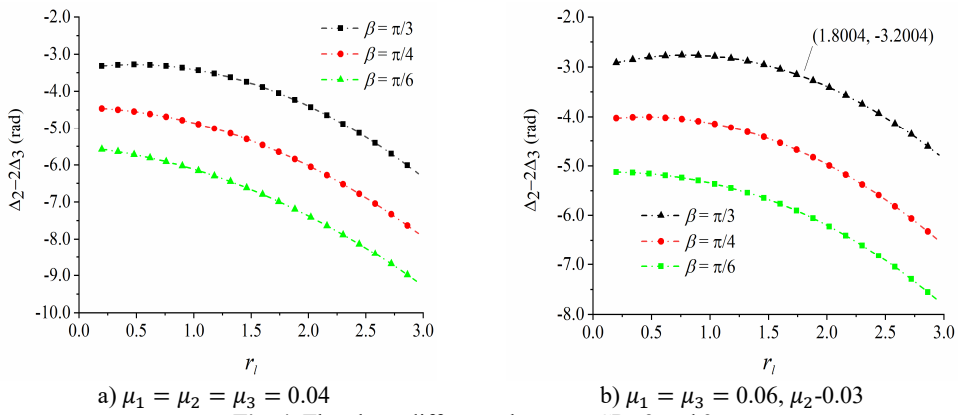 -2.0
-3.0
-4.0
-5.0
-6.0
-7.0
-8.0
-9.0
-10.0
0.0 0.5 1.0 1.5 2.0 2.5 3.0
Δ₂−2Δ₃ (rad)
r_l
β = π/3
β = π/4
β = π/6
a) μ₁ = μ₂ = μ₃ = 0.04
-2.0
-3.0
-4.0
-5.0
-6.0
-7.0
-8.0
0.0 0.5 1.0 1.5 2.0 2.5 3.0
Δ₂−2Δ₃ (rad)
r_l
(1.8004, -3.2004)
β = π/3
β = π/4
β = π/6
b) μ₁ = μ₃ = 0.06, μ₂-0.03